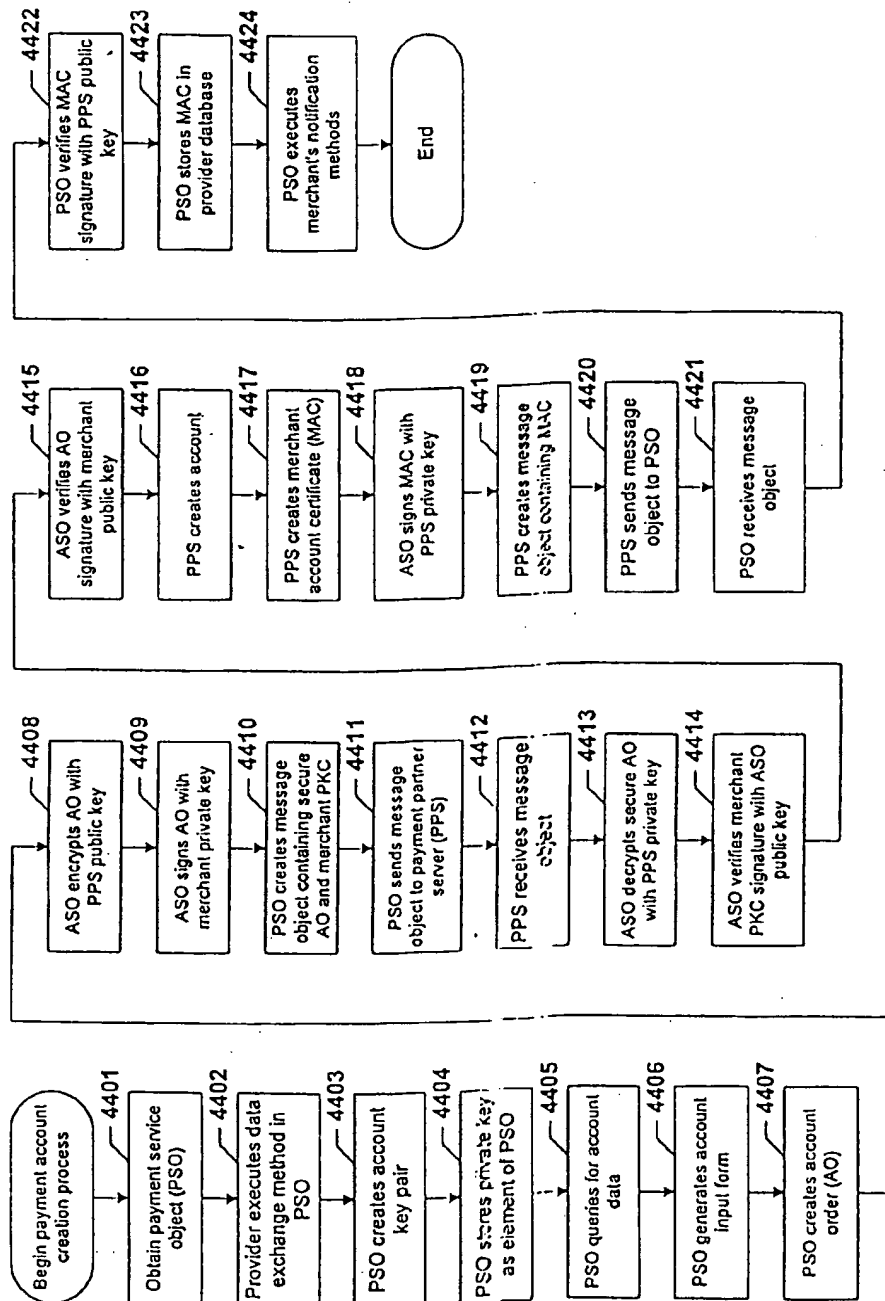 Begin payment account
creation process
4401
Obtain payment service
object (PSO)
4402
Provider executes data
exchange method in
PSO
4403
PSO creates account
key pair
4404
PSO stores private key
as element of PSO
4405
PSO queries for account
data
4406
PSO generates account
input form
4407
PSO creates account
order (AO)
4408
ASO encrypts AO with
PPS public key
4409
ASO signs AO with
merchant private key
4410
PSO creates message
object containing secure
AO and merchant PKC
4411
PSO sends message
object to payment partner
server (PPS)
4412
PPS receives message
object
4413
ASO decrypts secure AO
with PPS private key
4414
ASO verifies merchant
PKC signature with ASO
public key
4415
ASO verifies AO
signature with merchant
public key
4416
PPS creates account
4417
PPS creates merchant
account certificate (MAC)
4418
ASO signs MAC with
PPS private key
4419
PPS creates message
object containing MAC
4420
PPS sends message
object to PSO
4421
PSO receives message
object
4422
PSO verifies MAC
signature with PPS public
key
4423
PSO stores MAC in
provider database
4424
PSO executes
merchant's notification
methods
End